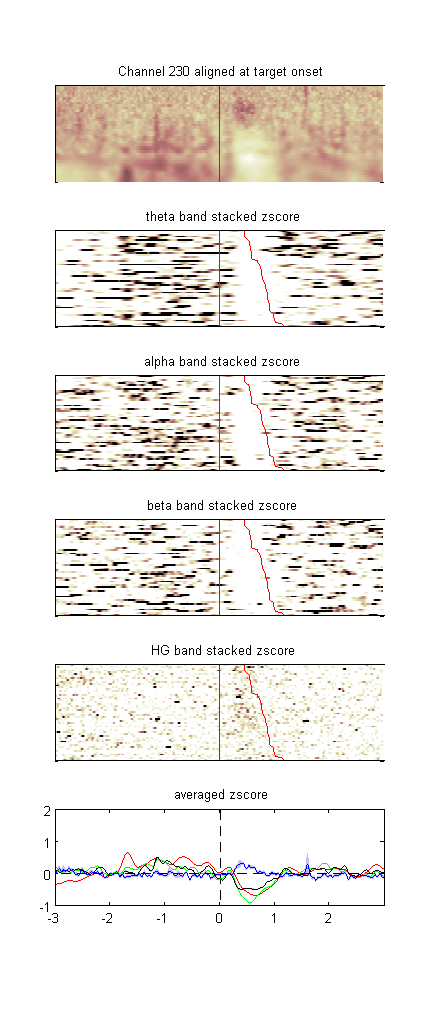 Channel 230 aligned at target onset
theta band stacked zscore
alpha band stacked zscore
beta band stacked zscore
HG band stacked zscore
averaged zscore
2
1
0
-1
-3 -2 -1 0 1 2